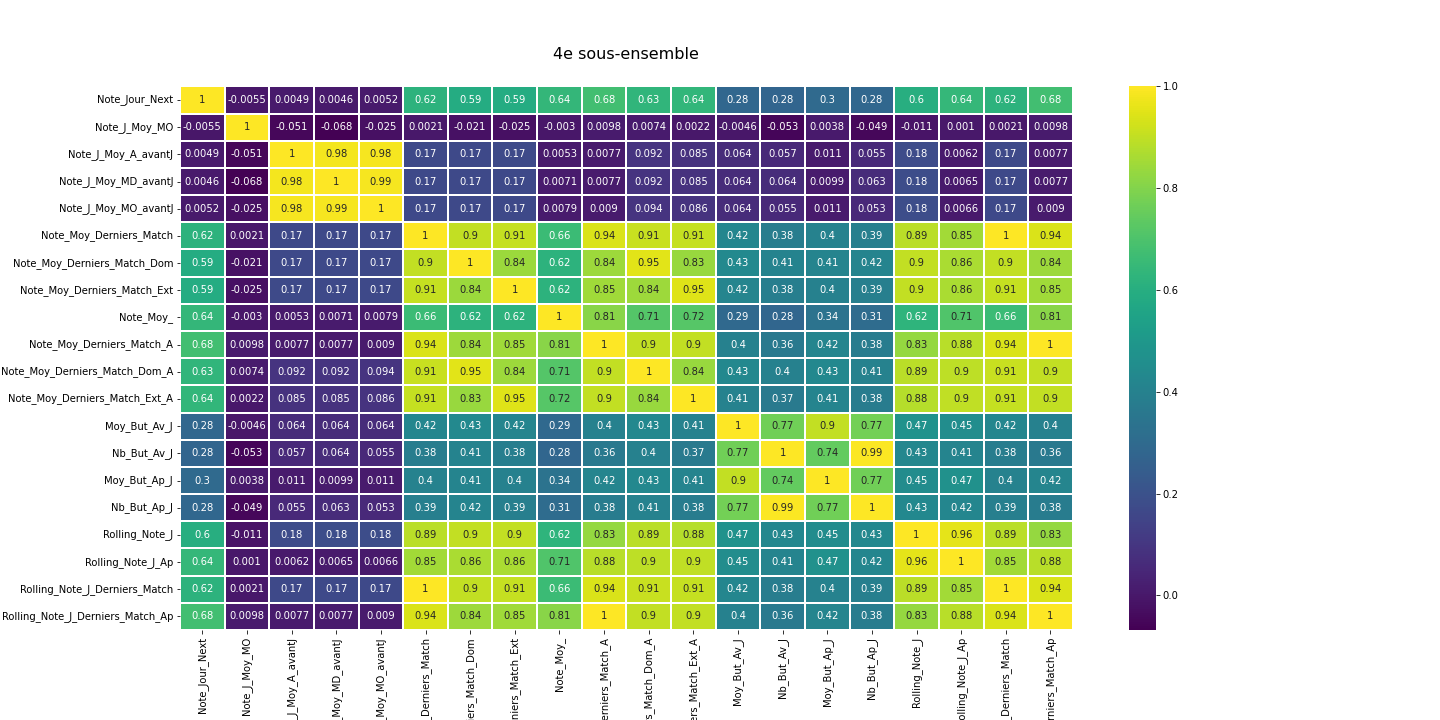 4e sous-ensemble
Note_Jour_Next 1 -0.0055 0.0049 0.0046 0.0052 0.62 0.59 0.59 0.64 0.68 0.63 0.64 0.28 0.28 0.3 0.28 0.6 0.64 0.62 0.68
Note_J_Moy_MO -0.0055 1 -0.051 -0.068 -0.025 0.0021 -0.021 -0.025 -0.003 0.0098 0.0074 0.0022 -0.0046 -0.053 0.0038 -0.049 -0.011 0.001 0.0021 0.0098
Note_J_Moy_A_avantJ 0.0049 -0.051 1 0.98 0.98 0.17 0.17 0.17 0.0053 0.0077 0.092 0.085 0.064 0.057 0.011 0.055 0.18 0.0062 0.17 0.0077
Note_J_Moy_MD_avantJ 0.0046 -0.068 0.98 1 0.99 0.17 0.17 0.17 0.0071 0.0077 0.092 0.085 0.064 0.064 0.0099 0.063 0.18 0.0065 0.17 0.0077
Note_J_Moy_MO_avantJ 0.0052 -0.025 0.98 0.99 1 0.17 0.17 0.17 0.0079 0.009 0.094 0.086 0.064 0.055 0.011 0.053 0.18 0.0066 0.17 0.009
Note_Moy_Derniers_Match 0.62 0.0021 0.17 0.17 0.17 1 0.9 0.91 0.66 0.94 0.91 0.91 0.42 0.38 0.4 0.39 0.89 0.85 1 0.94
Note_Moy_Derniers_Match_Dom 0.59 -0.021 0.17 0.17 0.17 0.9 1 0.84 0.62 0.84 0.95 0.83 0.43 0.41 0.41 0.42 0.9 0.86 0.9 0.84
Note_Moy_Derniers_Match_Ext 0.59 -0.025 0.17 0.17 0.17 0.91 0.84 1 0.62 0.85 0.84 0.95 0.42 0.38 0.4 0.39 0.9 0.86 0.91 0.85
Note_Moy_ 0.64 -0.003 0.0053 0.0071 0.0079 0.66 0.62 0.62 1 0.81 0.71 0.72 0.29 0.28 0.34 0.31 0.62 0.71 0.66 0.81
Note_Moy_Derniers_Match_A 0.68 0.0098 0.0077 0.0077 0.009 0.94 0.84 0.85 0.81 1 0.9 0.9 0.4 0.36 0.42 0.38 0.83 0.88 0.94 1
Note_Moy_Derniers_Match_Dom_A 0.63 0.0074 0.092 0.092 0.094 0.91 0.95 0.84 0.71 0.9 1 0.84 0.43 0.4 0.43 0.41 0.89 0.9 0.91 0.9
Note_Moy_Derniers_Match_Ext_A 0.64 0.0022 0.085 0.085 0.086 0.91 0.83 0.95 0.72 0.9 0.84 1 0.41 0.37 0.41 0.38 0.88 0.9 0.91 0.9
Moy_But_Av_J 0.28 -0.0046 0.064 0.064 0.064 0.42 0.43 0.42 0.29 0.4 0.43 0.41 1 0.77 0.9 0.77 0.47 0.45 0.42 0.4
Nb_But_Av_J 0.28 -0.053 0.057 0.064 0.055 0.38 0.41 0.38 0.28 0.36 0.4 0.37 0.77 1 0.74 0.99 0.43 0.41 0.38 0.36
Moy_But_Ap_J 0.3 0.0038 0.011 0.0099 0.011 0.4 0.41 0.4 0.34 0.42 0.43 0.41 0.9 0.74 1 0.77 0.45 0.47 0.4 0.42
Nb_But_Ap_J 0.28 -0.049 0.055 0.063 0.053 0.39 0.42 0.39 0.31 0.38 0.41 0.38 0.77 0.99 0.77 1 0.43 0.42 0.39 0.38
Rolling_Note_J 0.6 -0.011 0.18 0.18 0.18 0.89 0.9 0.9 0.62 0.83 0.89 0.88 0.47 0.43 0.45 0.43 1 0.96 0.89 0.83
Rolling_Note_J_Ap 0.64 0.001 0.0062 0.0065 0.0066 0.85 0.86 0.86 0.71 0.88 0.9 0.9 0.45 0.41 0.47 0.42 0.96 1 0.85 0.88
Rolling_Note_J_Derniers_Match 0.62 0.0021 0.17 0.17 0.17 1 0.9 0.91 0.66 0.94 0.91 0.91 0.42 0.38 0.4 0.39 0.89 0.85 1 0.94
Rolling_Note_J_Derniers_Match_Ap 0.68 0.0098 0.0077 0.0077 0.009 0.94 0.84 0.85 0.81 1 0.9 0.9 0.4 0.36 0.42 0.38 0.83 0.88 0.94 1
Note_Jour_Next
Note_J_Moy_MO
J_Moy_A_avantJ
_Moy_MD_avantJ
_Moy_MO_avantJ
_Derniers_Match
iers_Match_Dom
rniers_Match_Ext
Note_Moy_
erniers_Match_A
s_Match_Dom_A
ers_Match_Ext_A
Moy_But_Av_J
Nb_But_Av_J
Moy_But_Ap_J
Nb_But_Ap_J
Rolling_Note_J
olling_Note_J_Ap
_Derniers_Match
niers_Match_Ap
1.0
0.8
0.6
0.4
0.2
0.0